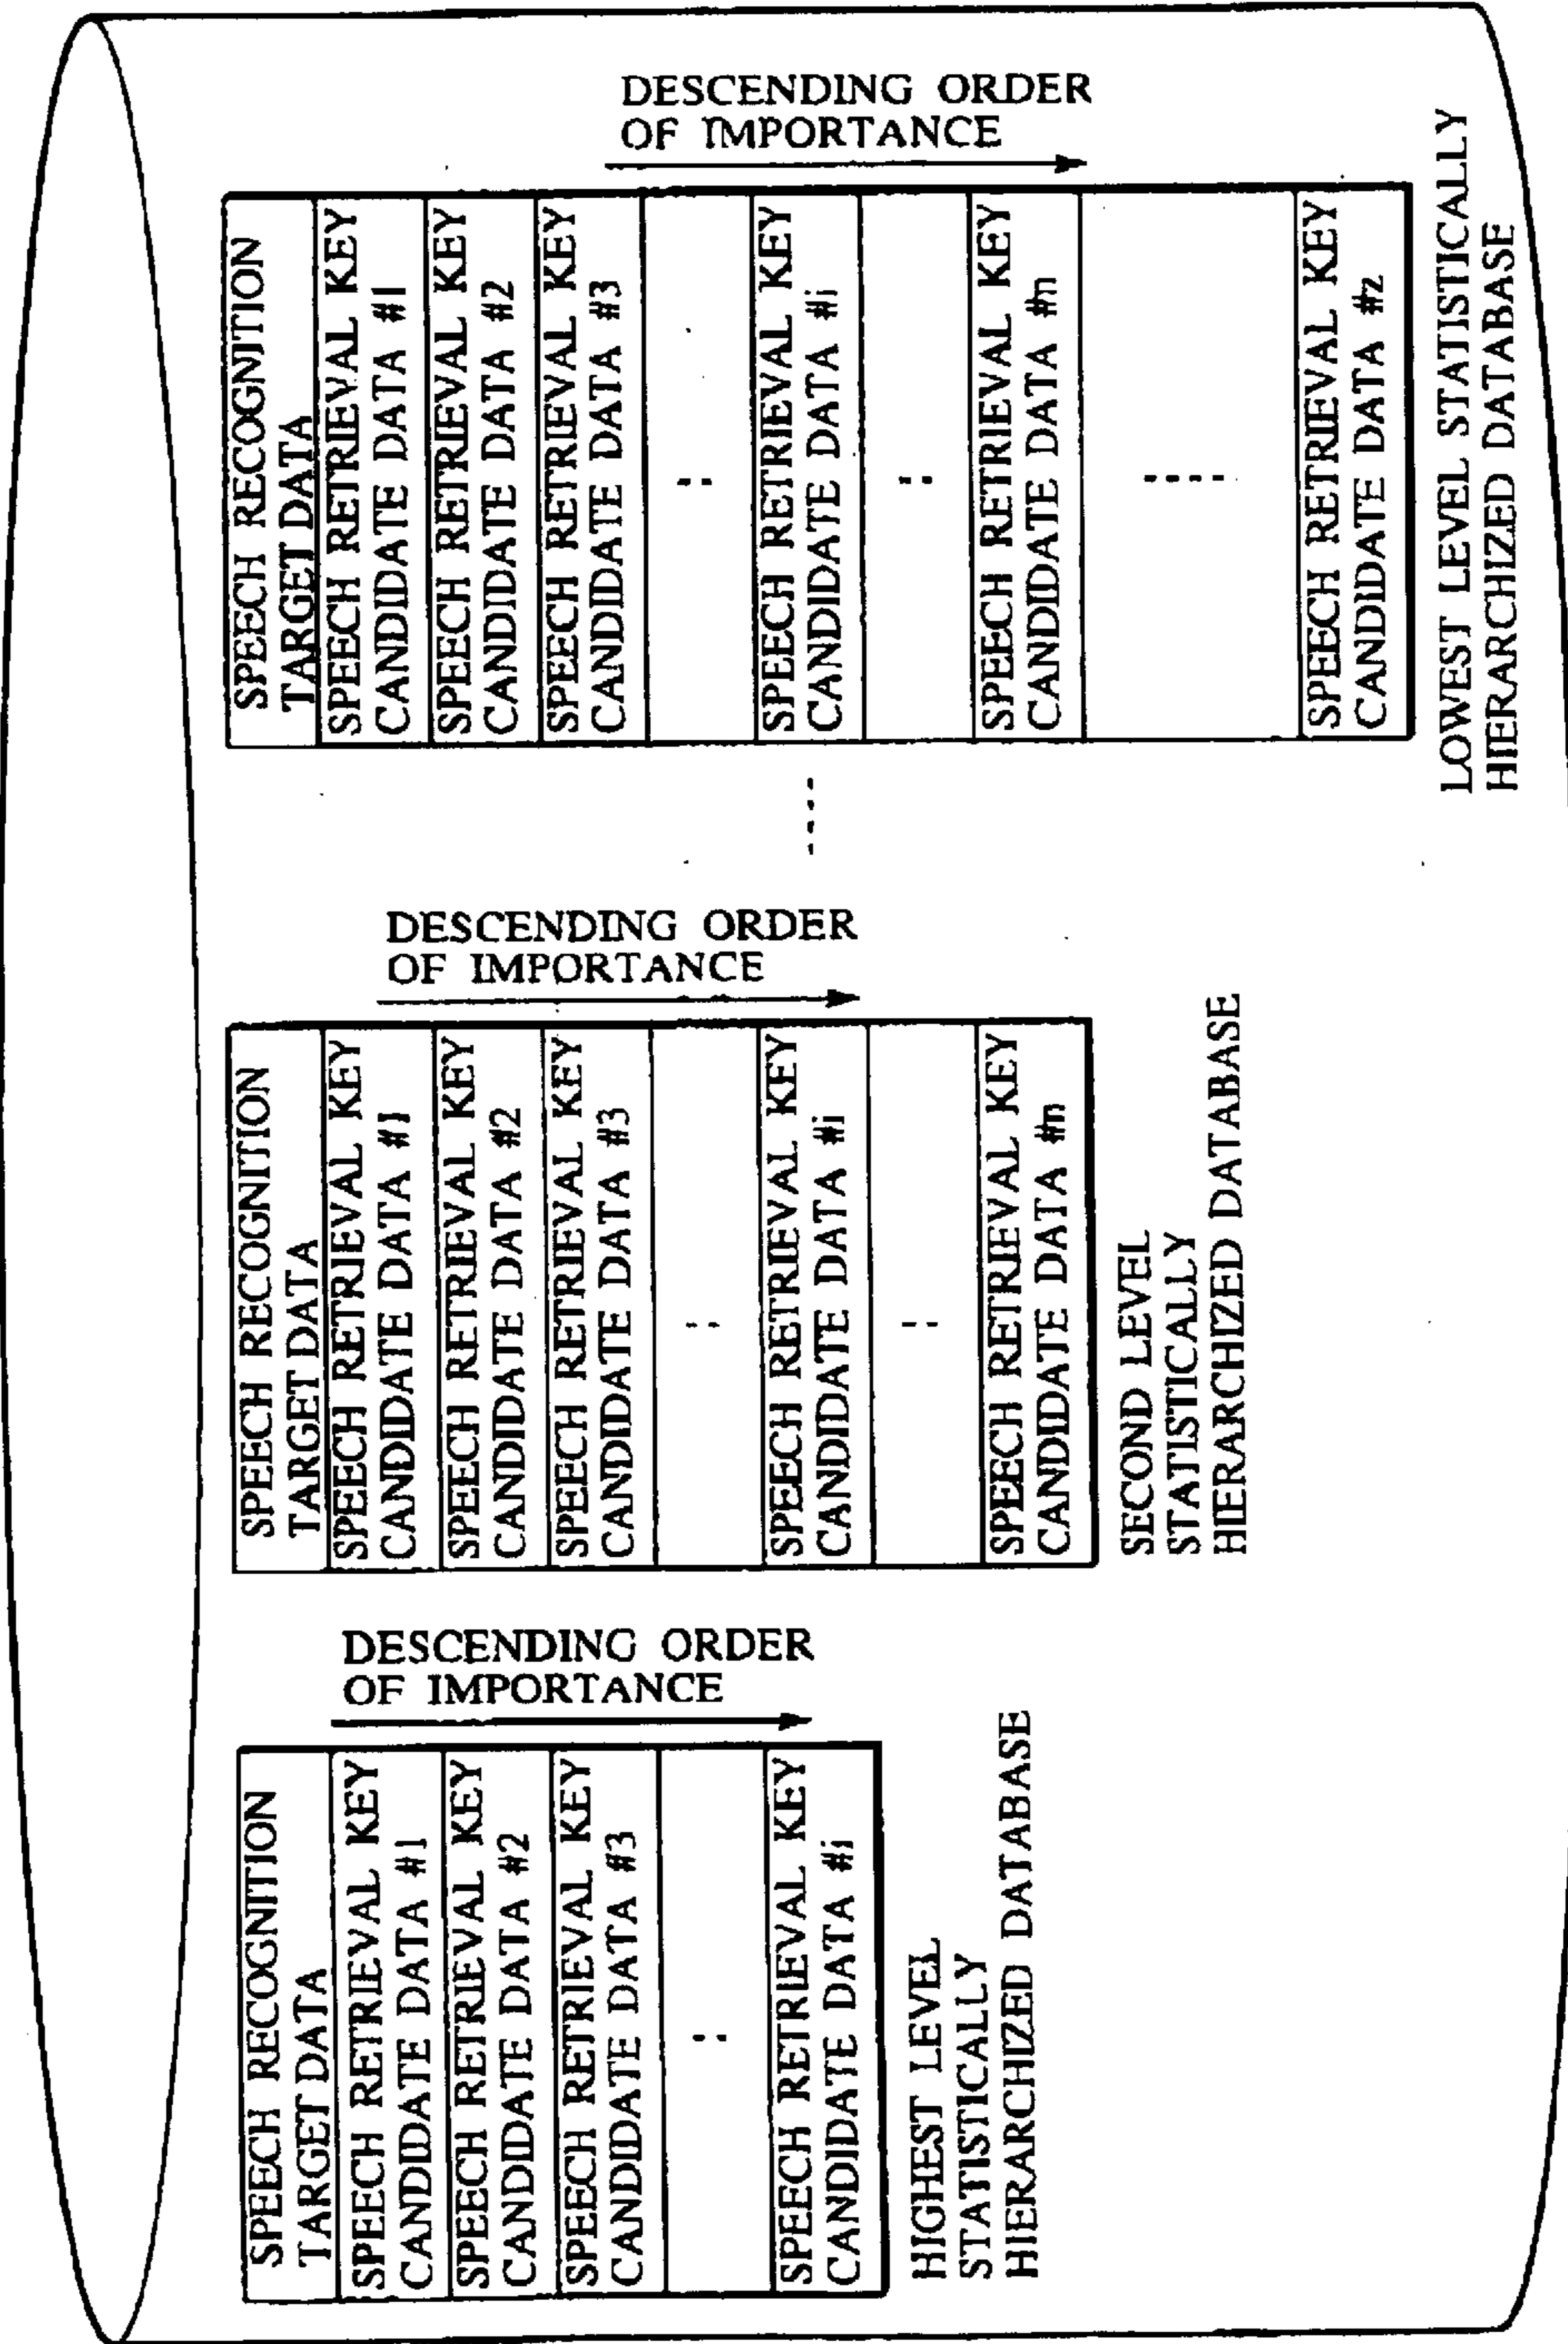 SPEECH RECOGNITION
TARGET DATA
SPEECH RETRIEVAL KEY
CANDIDATE DATA #1
SPEECH RETRIEVAL KEY
CANDIDATE DATA #2
SPEECH RETRIEVAL KEY
CANDIDATE DATA #3
SPEECH RETRIEVAL KEY
CANDIDATE DATA #i
HIGHEST LEVEL
STATISTICALLY
HIERARCHIZED DATABASE
DESCENDING ORDER
OF IMPORTANCE
SPEECH RECOGNITION
TARGET DATA
SPEECH RETRIEVAL KEY
CANDIDATE DATA #1
SPEECH RETRIEVAL KEY
CANDIDATE DATA #2
SPEECH RETRIEVAL KEY
CANDIDATE DATA #3
SPEECH RETRIEVAL KEY
CANDIDATE DATA #i
SPEECH RETRIEVAL KEY
CANDIDATE DATA #n
SECOND LEVEL
STATISTICALLY
HIERARCHIZED DATABASE
DESCENDING ORDER
OF IMPORTANCE
SPEECH RECOGNITION
TARGET DATA
SPEECH RETRIEVAL KEY
CANDIDATE DATA #1
SPEECH RETRIEVAL KEY
CANDIDATE DATA #2
SPEECH RETRIEVAL KEY
CANDIDATE DATA #3
SPEECH RETRIEVAL KEY
CANDIDATE DATA #i
SPEECH RETRIEVAL KEY
CANDIDATE DATA #n
SPEECH RETRIEVAL KEY
CANDIDATE DATA #z
LOWEST LEVEL STATISTICALLY
HIERARCHIZED DATABASE
DESCENDING ORDER
OF IMPORTANCE